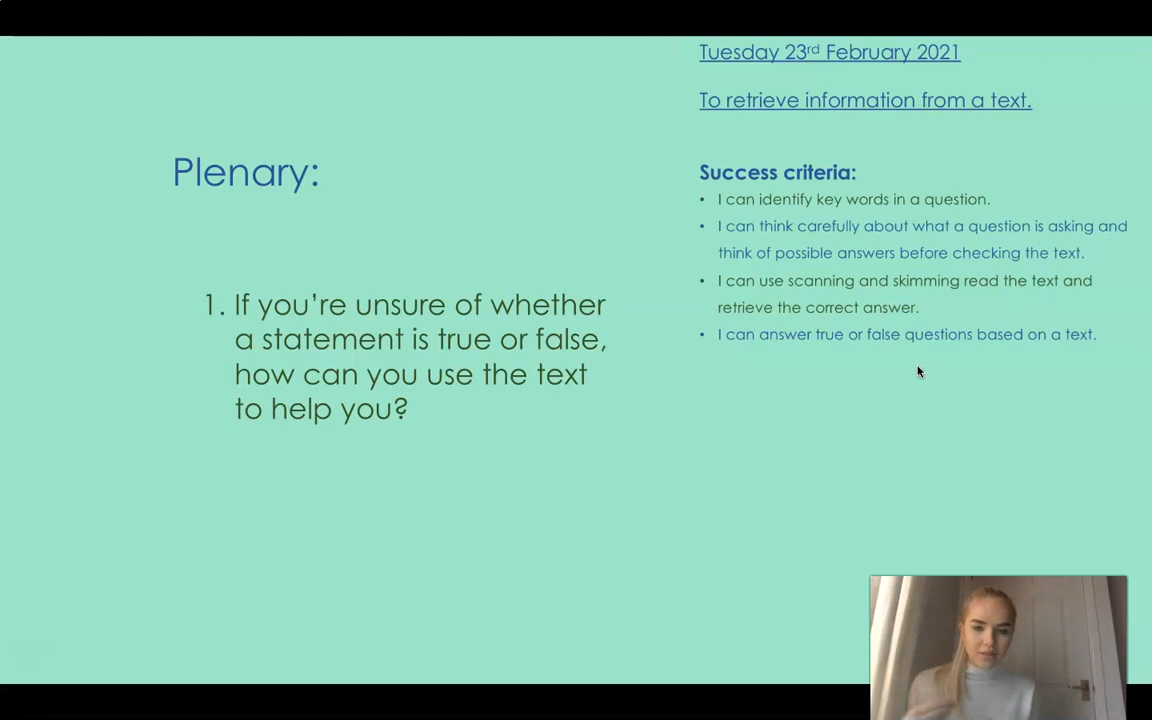 Plenary:
1. If you're unsure of whether
a statement is true or false,
how can you use the text
to help you?
Tuesday 23rd February 2021
To retrieve information from a text.
Success criteria:
• I can identify key words in a question.
• I can think carefully about what a question is asking and
think of possible answers before checking the text.
• I can use scanning and skimming read the text and
retrieve the correct answer.
• I can answer true or false questions based on a text.